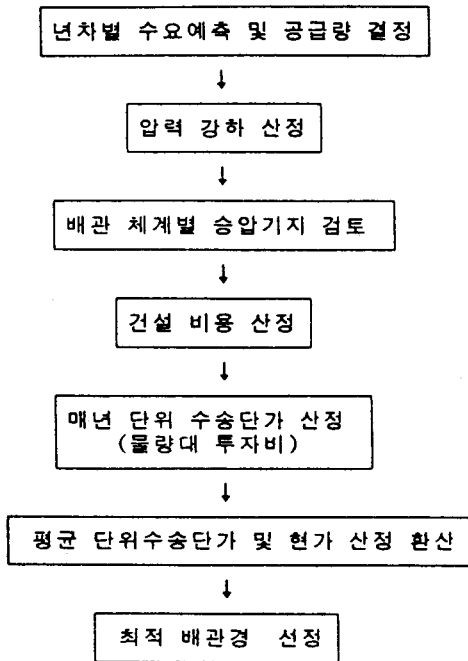 년차별 수요예측 및 공급량 결정
↓
압력 강하 산정
↓
배관 체계별 승압기지 검토
↓
건설 비용 산정
↓
매년 단위 수송단가 산정
(물량대 투자비)
↓
평균 단위수송단가 및 현가 산정 환산
↓
최적 배관경 선정